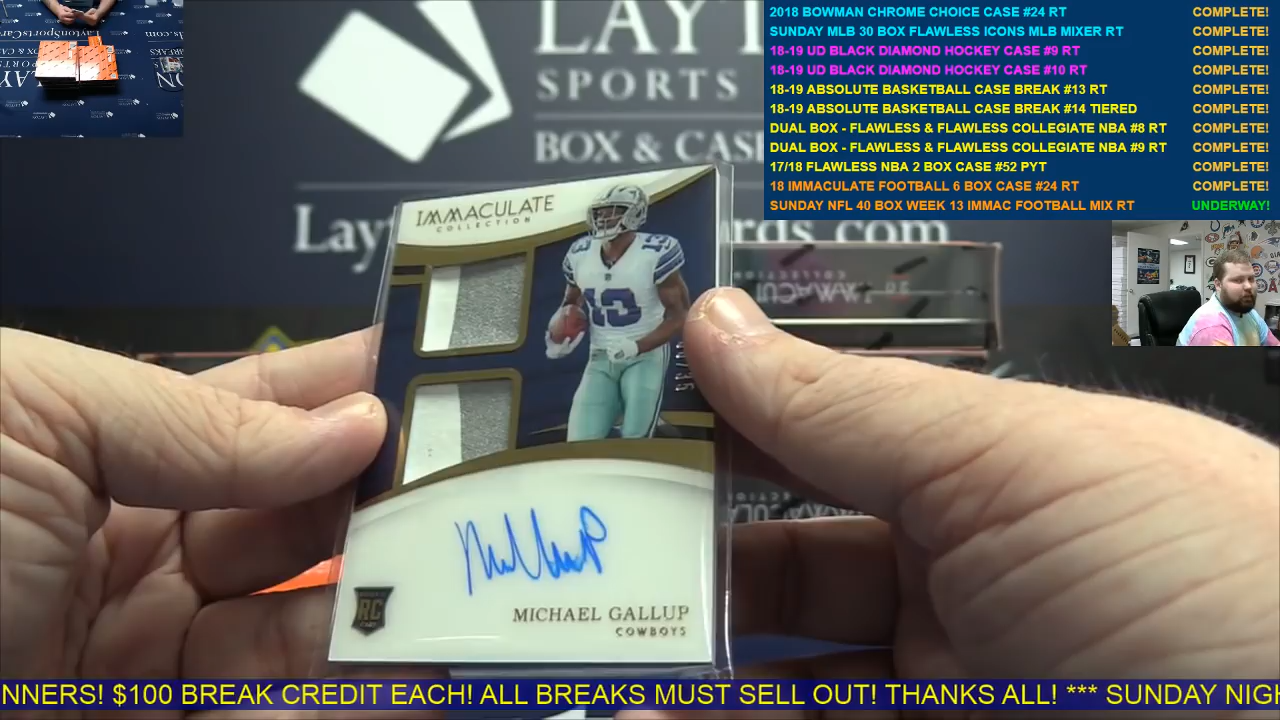 2018 BOWMAN CHROME CHOICE CASE #24 RT COMPLETE!
SUNDAY MLB 30 BOX FLAWLESS ICONS MLB MIXER RT COMPLETE!
18-19 UD BLACK DIAMOND HOCKEY CASE #9 RT COMPLETE!
18-19 UD BLACK DIAMOND HOCKEY CASE #10 RT COMPLETE!
18-19 ABSOLUTE BASKETBALL CASE BREAK #13 RT COMPLETE!
18-19 ABSOLUTE BASKETBALL CASE BREAK #14 TIERED COMPLETE!
DUAL BOX - FLAWLESS & FLAWLESS COLLEGIATE NBA #8 RT COMPLETE!
DUAL BOX - FLAWLESS & FLAWLESS COLLEGIATE NBA #9 RT COMPLETE!
17/18 FLAWLESS NBA 2 BOX CASE #52 PYT COMPLETE!
18 IMMACULATE FOOTBALL 6 BOX CASE #24 RT COMPLETE!
SUNDAY NFL 40 BOX WEEK 13 IMMAC FOOTBALL MIX RT UNDERWAY!
LAYT
SPORTS
BOX & CAS
Lay rds.com
IMMACULATE
COLLECTION
13
13
RC
MICHAEL GALLUP
COWBOYS
NNERS! $100 BREAK CREDIT EACH! ALL BREAKS MUST SELL OUT! THANKS ALL! *** SUNDAY NIGH